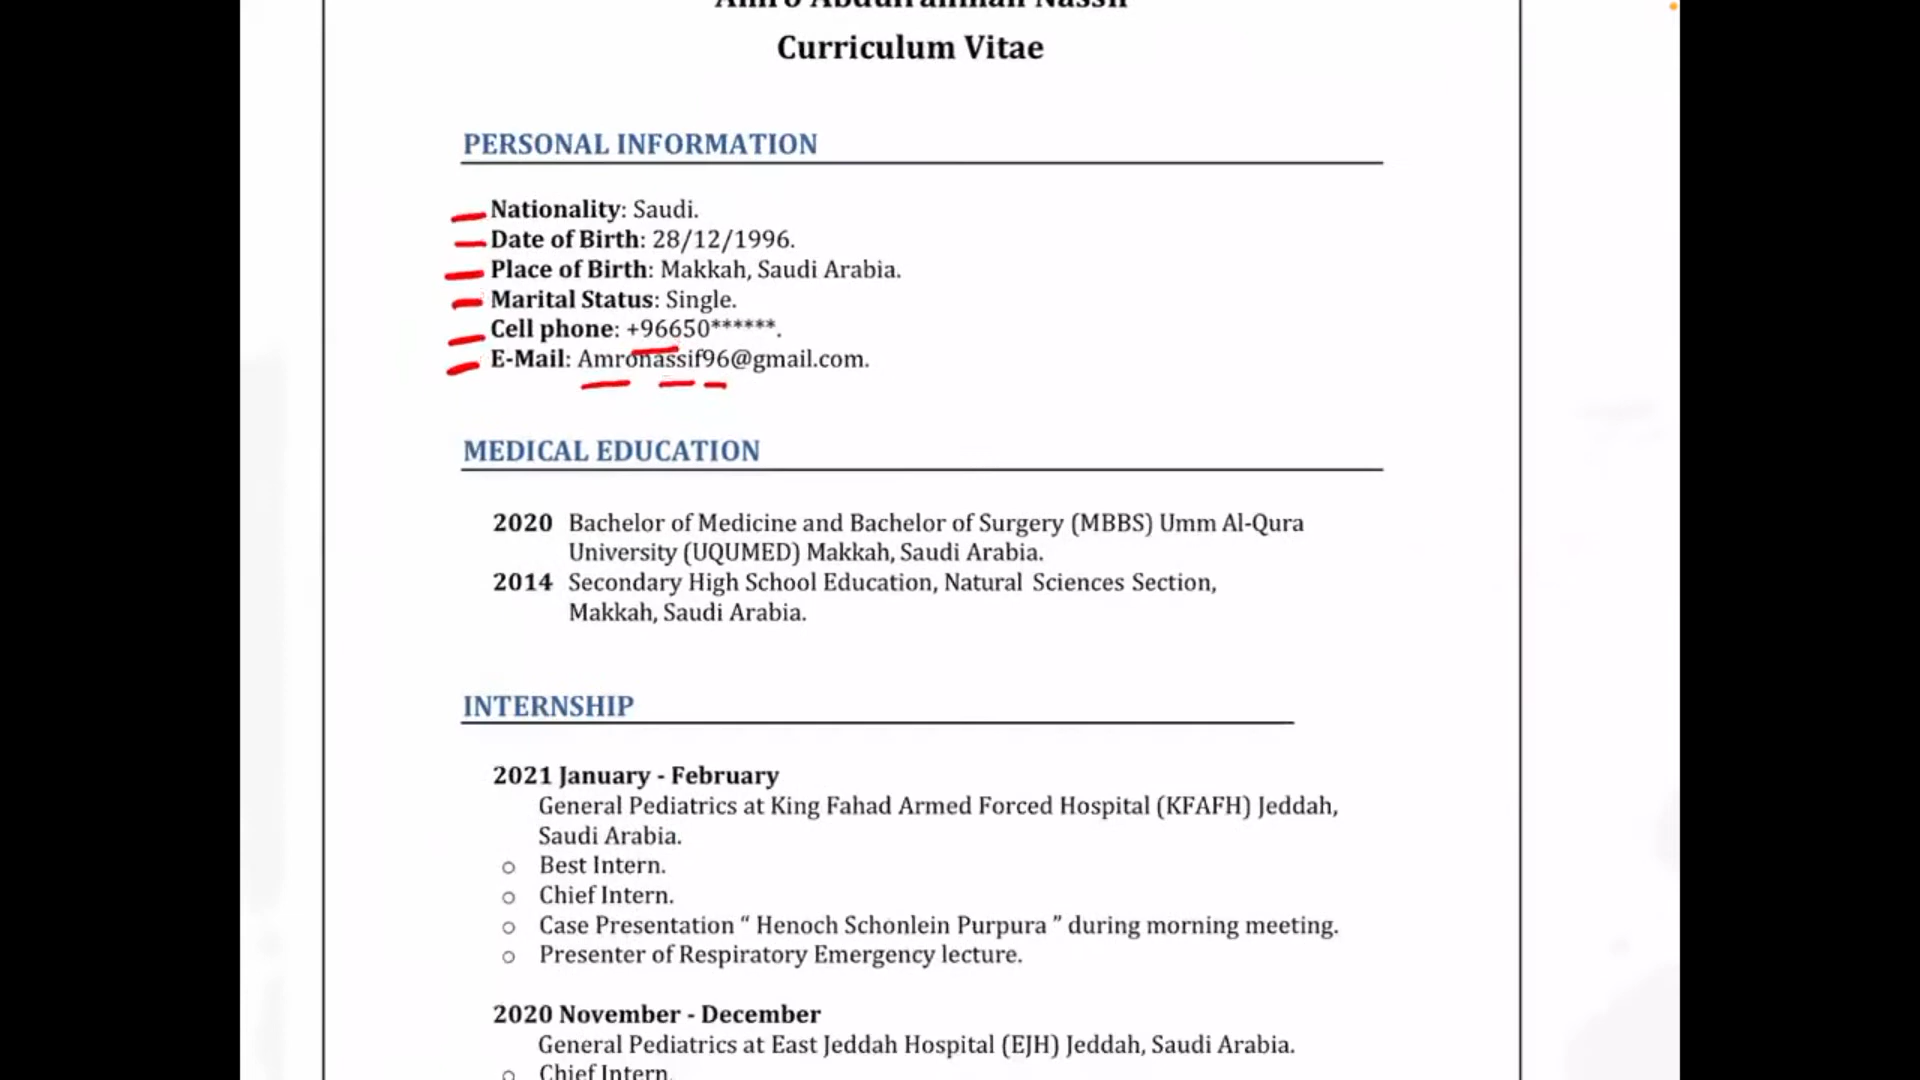 Amro Abdulrahman Nassif
Curriculum Vitae
PERSONAL INFORMATION
Nationality: Saudi.
Date of Birth: 28/12/1996.
Place of Birth: Makkah, Saudi Arabia.
Marital Status: Single.
Cell phone: +96650******.
E-Mail: Amronassif96@gmail.com.
MEDICAL EDUCATION
2020 Bachelor of Medicine and Bachelor of Surgery (MBBS) Umm Al-Qura
University (UQUMED) Makkah, Saudi Arabia.
2014 Secondary High School Education, Natural Sciences Section,
Makkah, Saudi Arabia.
INTERNSHIP
2021 January - February
General Pediatrics at King Fahad Armed Forced Hospital (KFAFH) Jeddah,
Saudi Arabia.
o Best Intern.
o Chief Intern.
o Case Presentation “ Henoch Schonlein Purpura ” during morning meeting.
o Presenter of Respiratory Emergency lecture.
2020 November - December
General Pediatrics at East Jeddah Hospital (EJH) Jeddah, Saudi Arabia.
o Chief Intern.